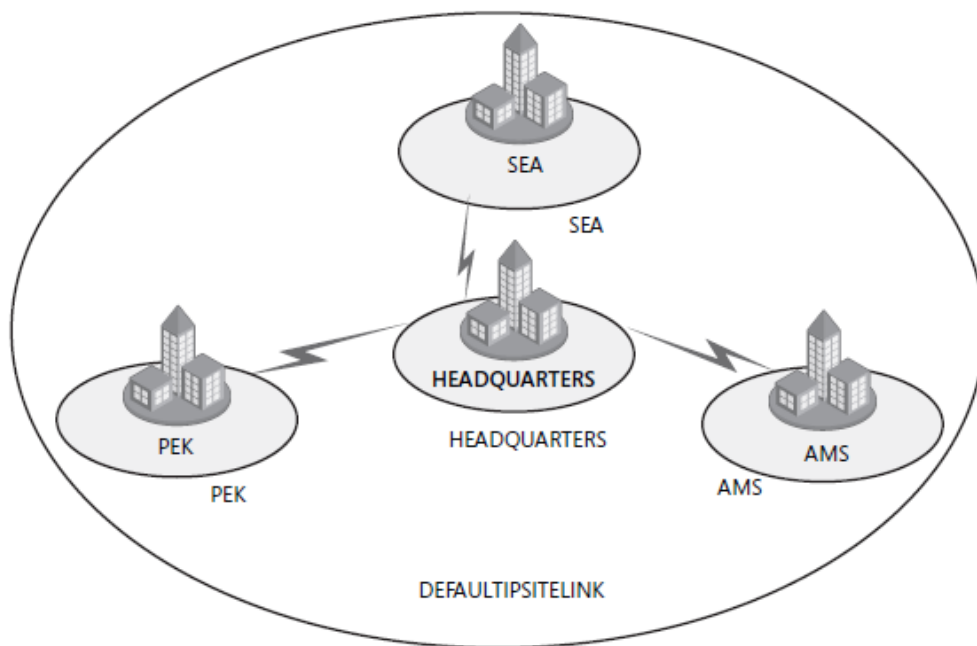 SEA
SEA
HEADQUARTERS
HEADQUARTERS
PEK
PEK
AMS
AMS
DEFAULTIPSITELINK